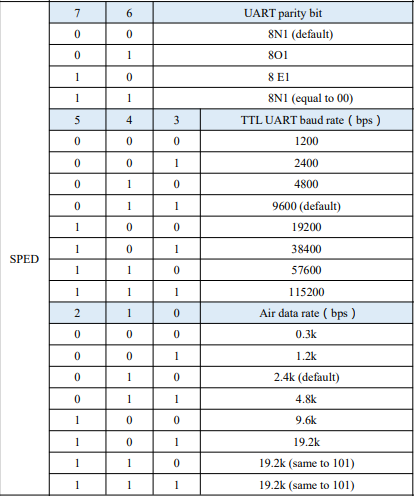 7 6 UART parity bit
0 0 8N1 (default)
0 1 8O1
1 0 8 E1
1 1 8N1 (equal to 00)
5 4 3 TTL UART baud rate ( bps )
0 0 0 1200
0 0 1 2400
0 1 0 4800
0 1 1 9600 (default)
1 0 0 19200
SPED 1 0 1 38400
1 1 0 57600
1 1 1 115200
2 1 0 Air data rate ( bps )
0 0 0 0.3k
0 0 1 1.2k
0 1 0 2.4k (default)
0 1 1 4.8k
1 0 0 9.6k
1 0 1 19.2k
1 1 0 19.2k (same to 101)
1 1 1 19.2k (same to 101)